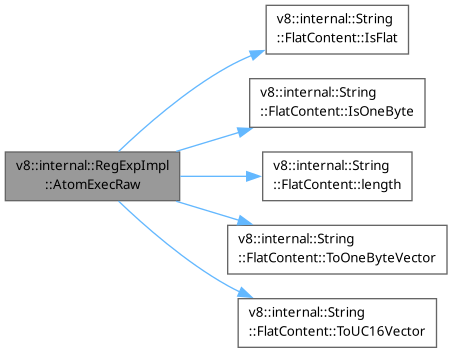 v8::internal::RegExpImpl
::AtomExecRaw
v8::internal::String
::FlatContent::IsFlat
v8::internal::String
::FlatContent::IsOneByte
v8::internal::String
::FlatContent::length
v8::internal::String
::FlatContent::ToOneByteVector
v8::internal::String
::FlatContent::ToUC16Vector